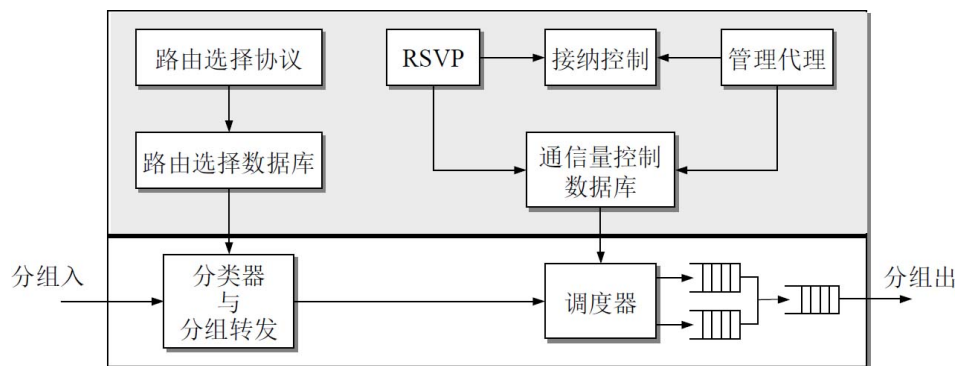 路由选择协议
RSVP
接纳控制
管理代理
路由选择数据库
通信量控制
数据库
分组入
分类器
与
分组转发
调度器
分组出